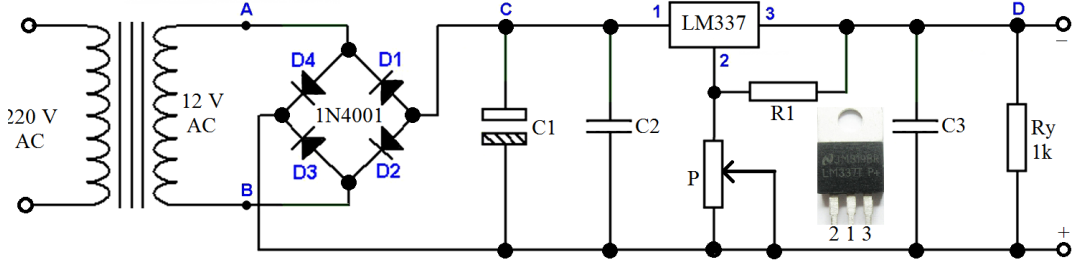 A
C
1
LM337
3
D
−
D4
D1
2
220 V
AC
12 V
AC
1N4001
R1
C1
C2
C3
Ry
1k
D3
D2
P
LM337T P+
B
2 1 3
+